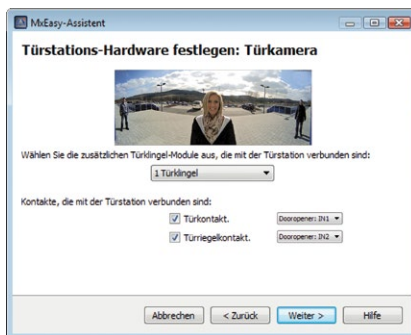 MxEasy-Assistent
Türstations-Hardware festlegen: Türkamera
Wählen Sie die zusätzlichen Türklingel-Module aus, die mit der Türstation verbunden sind:
1 Türklingel
Kontakte, die mit der Türstation verbunden sind:
Türkontakt. Dooropener: IN1
Türriegelkontakt. Dooropener: IN2
Abbrechen < Zurück Weiter > Hilfe